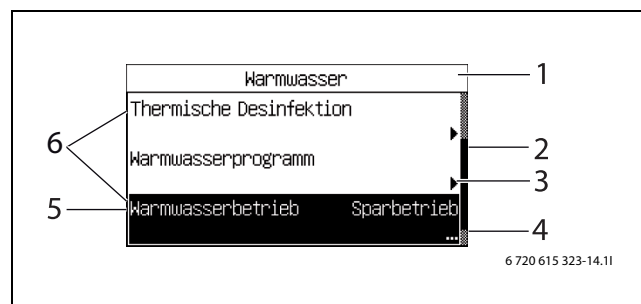 Warmwasser
1
Thermische Desinfektion
6
2
Warmwasserprogramm
3
5
Warmwasserbetrieb Sparbetrieb
...
4
6 720 615 323-14.1I